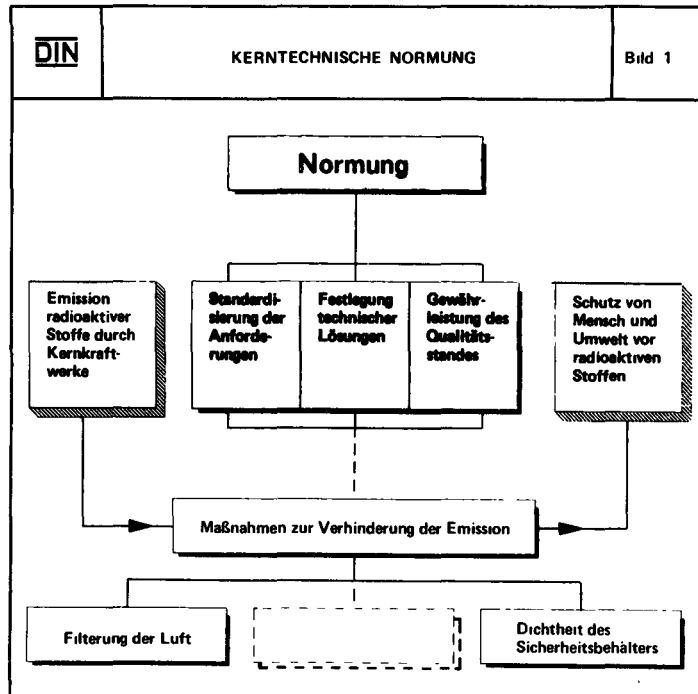 DIN
KERNTECHNISCHE NORMUNG
Bild 1
Normung
Emission
radioaktiver
Stoffe durch
Kernkraft-
werke
Standardi-
sierung der
Anforde-
rungen
Festlegung
technischer
Lösungen
Gewähr-
leistung des
Qualitäts-
standes
Schutz von
Mensch und
Umwelt vor
radioaktiven
Stoffen
Maßnahmen zur Verhinderung der Emission
Filterung der Luft
Dichtheit des
Sicherheitsbehälters